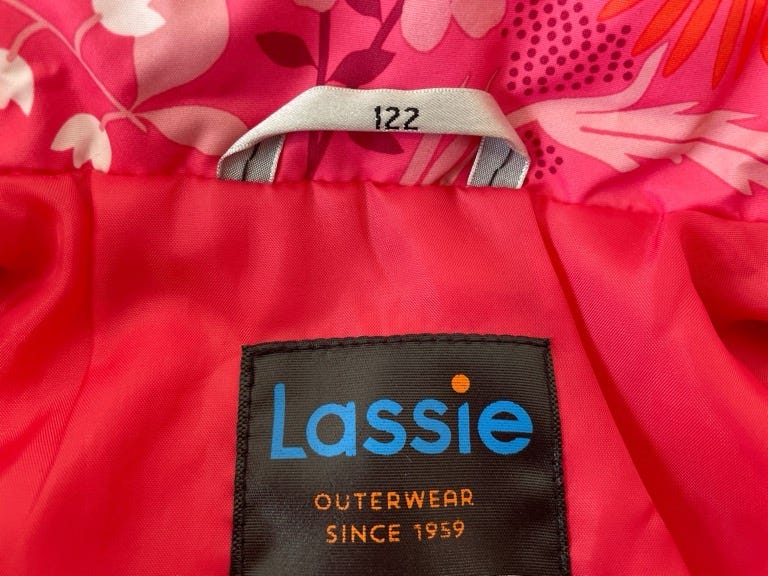 122
Lassie
OUTERWEAR
SINCE 1959